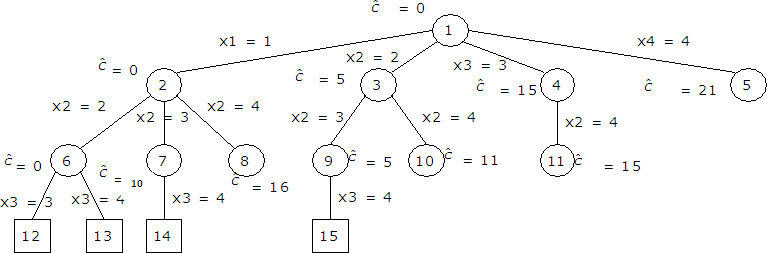 ĉ = 0
1
x1 = 1
x2 = 2
x3 = 3
x4 = 4
ĉ = 0
2
ĉ = 5
3
ĉ = 15
4
ĉ = 21
5
x2 = 2
x2 = 3
x2 = 4
x2 = 3
x2 = 4
x2 = 4
ĉ = 0
6
ĉ = 10
7
8
ĉ = 16
9
ĉ = 5
10
ĉ = 11
11
ĉ = 15
x3 = 3
x3 = 4
x3 = 4
x3 = 4
12
13
14
15